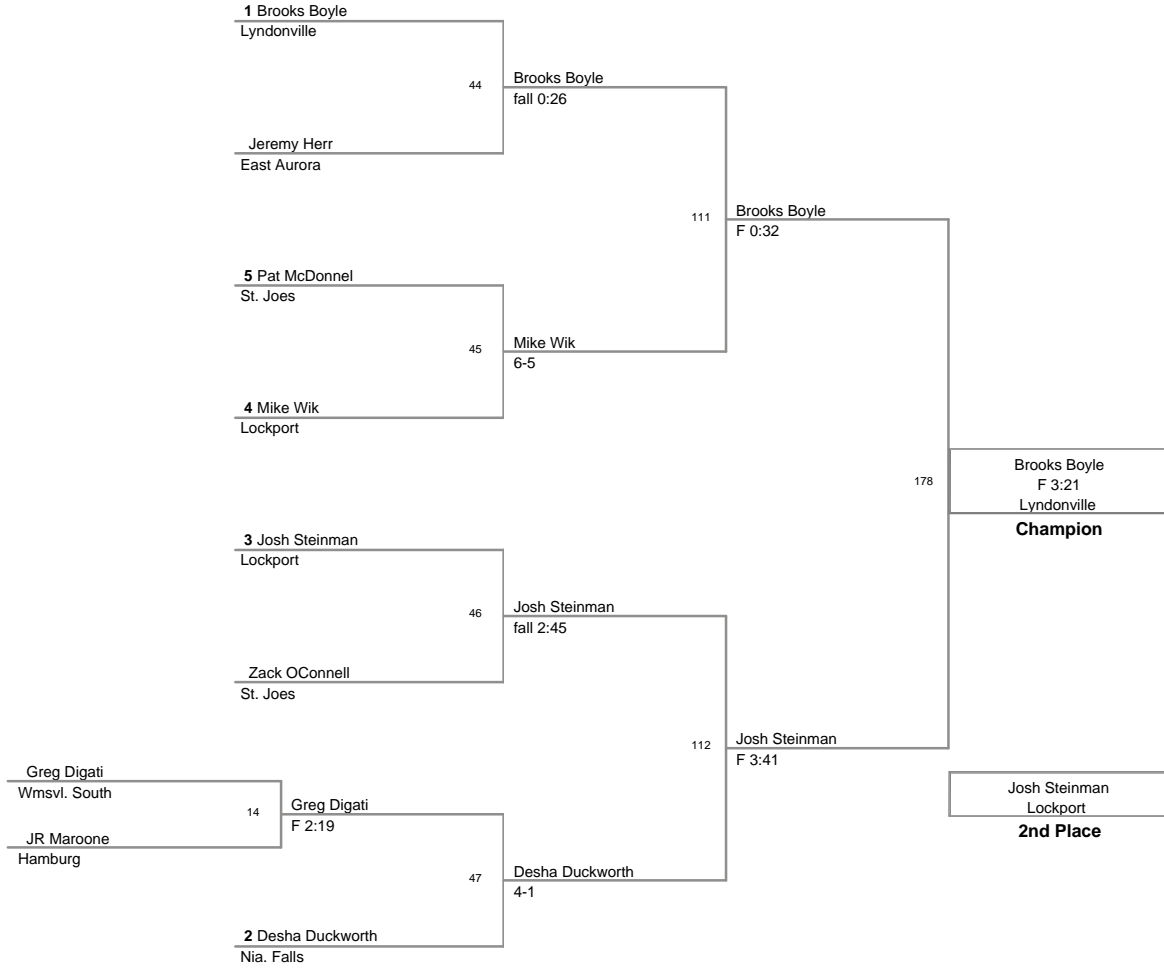 1 Brooks Boyle
Lyndonville
44
Brooks Boyle
fall 0:26
Jeremy Herr
East Aurora
111
Brooks Boyle
F 0:32
5 Pat McDonnel
St. Joes
45
Mike Wik
6-5
4 Mike Wik
Lockport
178
Brooks Boyle
F 3:21
Lyndonville
Champion
3 Josh Steinman
Lockport
46
Josh Steinman
fall 2:45
Zack OConnell
St. Joes
112
Josh Steinman
F 3:41
Greg Digati
Wmsvl. South
14
Greg Digati
F 2:19
JR Maroone
Hamburg
47
Desha Duckworth
4-1
2 Desha Duckworth
Nia. Falls
Josh Steinman
Lockport
2nd Place